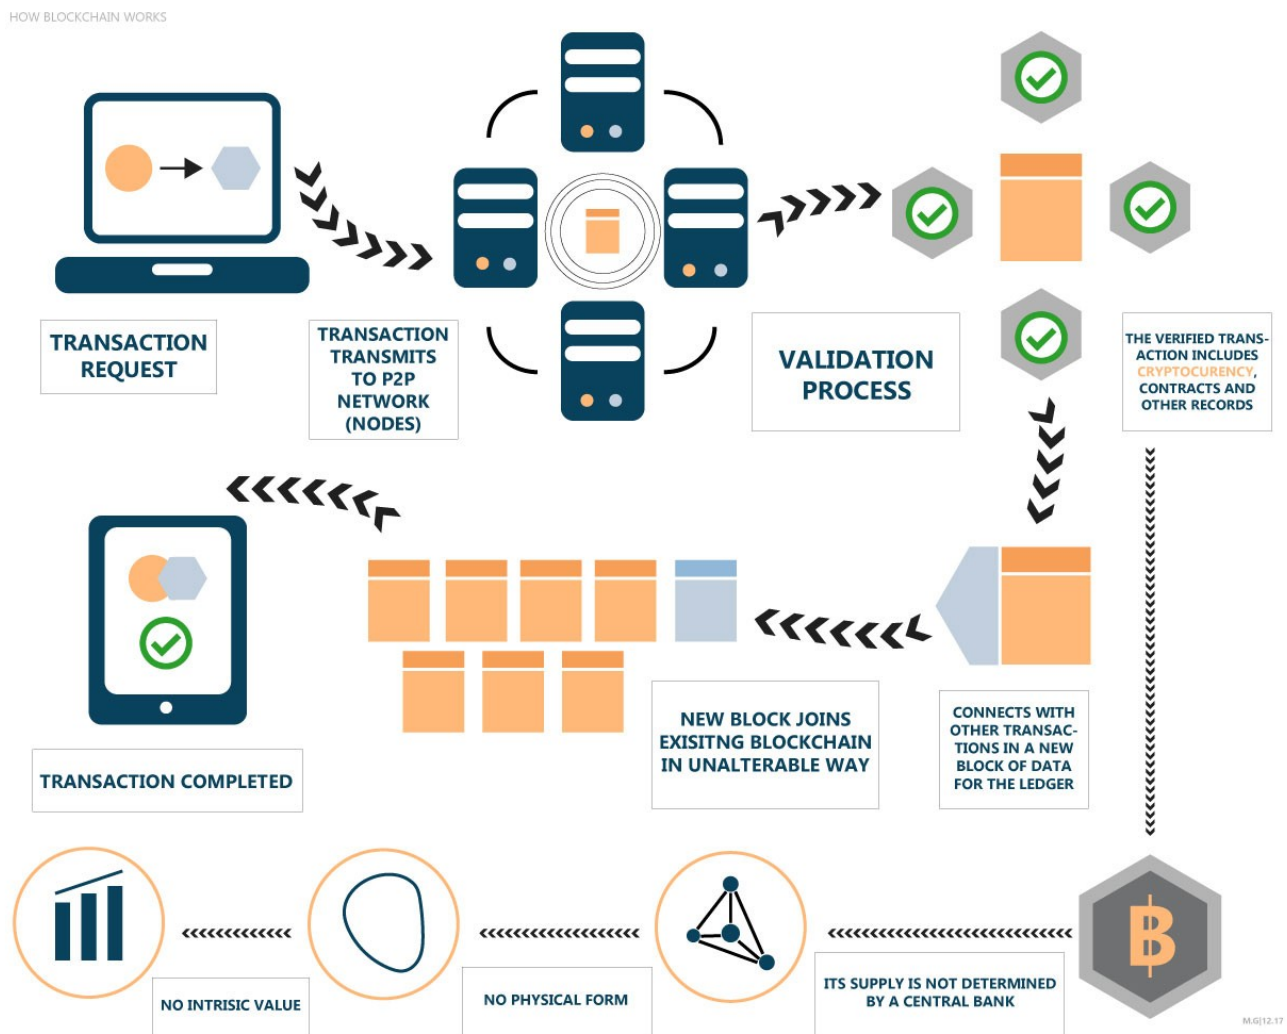 HOW BLOCKCHAIN WORKS
TRANSACTION
REQUEST
TRANSACTION
TRANSMITS
TO P2P
NETWORK
(NODES)
VALIDATION
PROCESS
THE VERIFIED TRANS-
ACTION INCLUDES
CRYPTOCURENCY,
CONTRACTS AND
OTHER RECORDS
CONNECTS WITH
OTHER TRANSAC-
TIONS IN A NEW
BLOCK OF DATA
FOR THE LEDGER
NEW BLOCK JOINS
EXISITNG BLOCKCHAIN
IN UNALTERABLE WAY
TRANSACTION COMPLETED
ITS SUPPLY IS NOT DETERMINED
BY A CENTRAL BANK
NO PHYSICAL FORM
NO INTRISIC VALUE
M.G|12.17